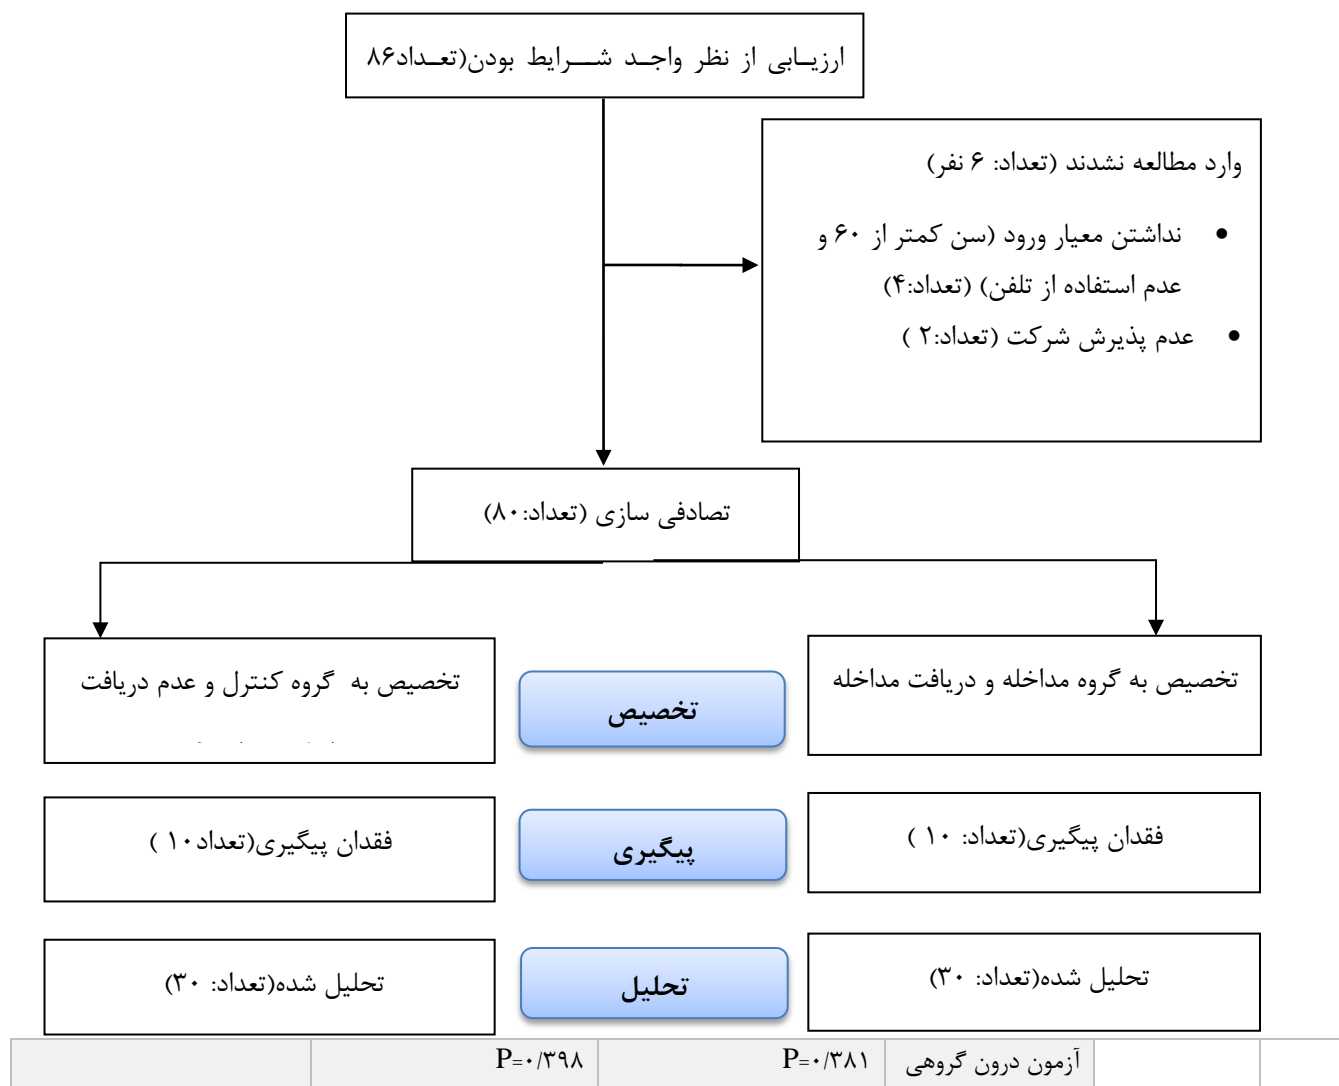 ارزیابی از نظر واجد شرایط بودن(تعداد۸۶
وارد مطالعه نشدند (تعداد: ۶ نفر)
• نداشتن معیار ورود (سن کمتر از ۶۰ و
عدم استفاده از تلفن) (تعداد:۴)
• عدم پذیرش شرکت (تعداد:۲ )
تصادفی سازی (تعداد:۸۰)
تخصیص به گروه مداخله و دریافت مداخله
تخصیص
تخصیص به گروه کنترل و عدم دریافت
فقدان پیگیری(تعداد: ۱۰ )
پیگیری
فقدان پیگیری(تعداد۱۰ )
تحلیل شده(تعداد: ۳۰)
تحلیل
تحلیل شده(تعداد: ۳۰)
آزمون درون گروهی P=۰/۳۸۱ P=۰/۳۹۸